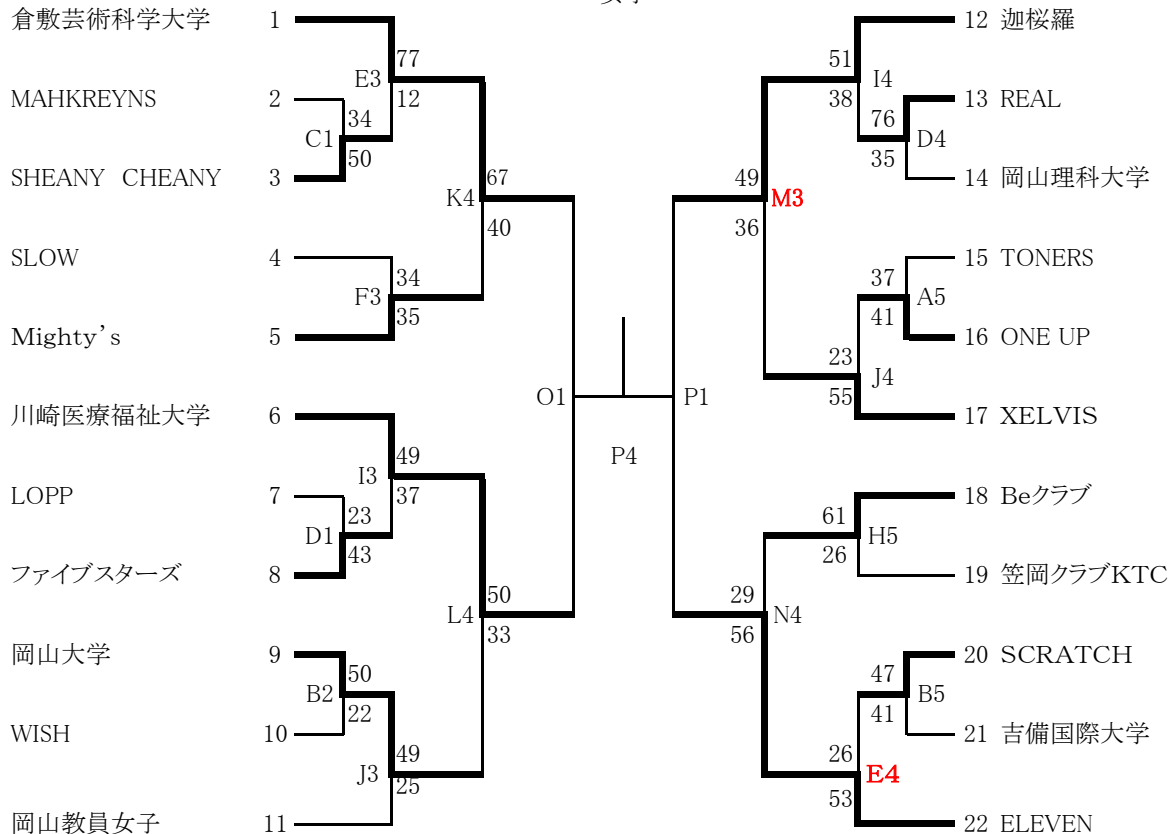 倉敷芸術科学大学 1 12 迦桜羅
77 51
E3 I4
MAHKREYNS 2 12 38 13 REAL
34 76
C1 D4
50 35
SHEANY CHEANY 3 67 49 14 岡山理科大学
K4 M3
40 36
SLOW 4 15 TONERS
34 37
F3 A5
35 41
Mighty's 5 16 ONE UP
23
J4
O1 P1
55
川崎医療福祉大学 6 17 XELVIS
49 P4
I3
LOPP 7 37 18 Beクラブ
23 61
D1 H5
43 26
ファイブスターズ 8 19 笠岡クラブKTC
50 29
L4 N4
33 56
岡山大学 9 20 SCRATCH
50 47
B2 B5
22 41
WISH 10 21 吉備国際大学
49 26
J3 E4
25 53
岡山教員女子 11 22 ELEVEN